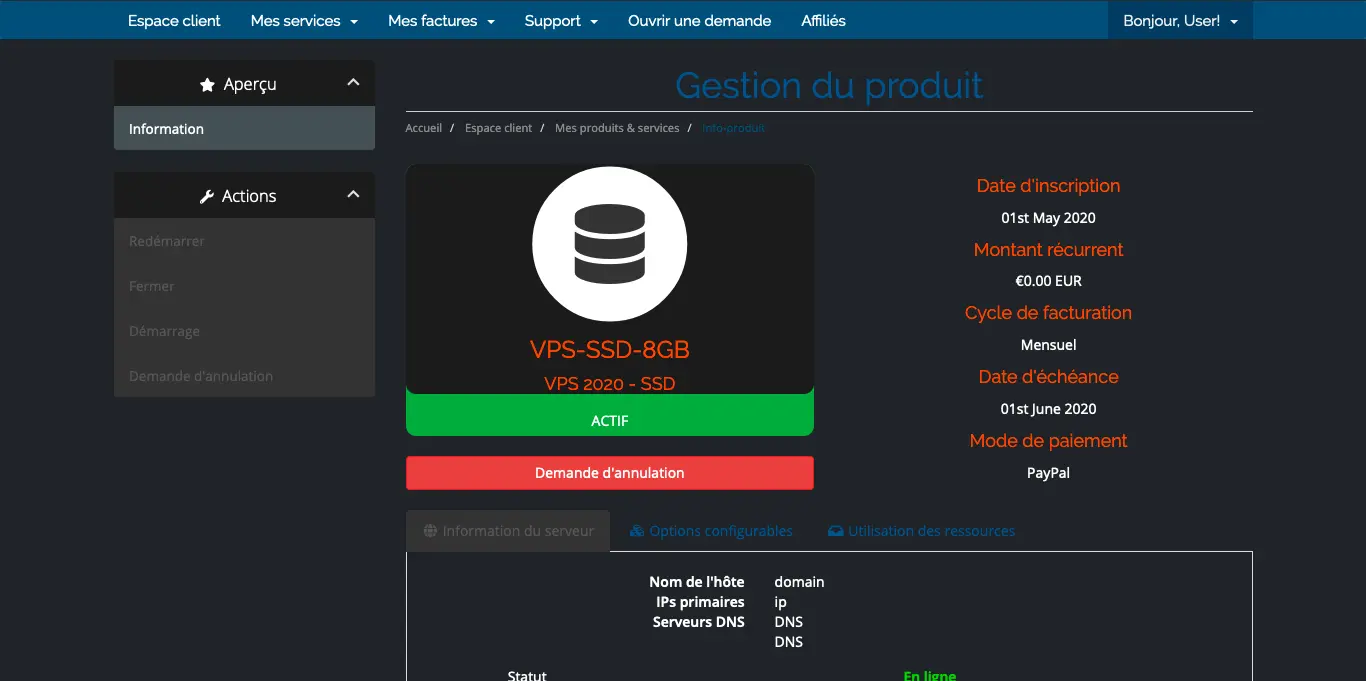 Espace client Mes services Mes factures Support Ouvrir une demande Affiliés Bonjour, User!
Aperçu
Information
Actions
Redémarrer
Fermer
Démarrage
Demande d'annulation
Gestion du produit
Accueil / Espace client / Mes produits & services / Info-produit
VPS-SSD-8GB
VPS 2020 - SSD
ACTIF
Demande d'annulation
Date d'inscription
01st May 2020
Montant récurrent
€0.00 EUR
Cycle de facturation
Mensuel
Date d'échéance
01st June 2020
Mode de paiement
PayPal
Information du serveur Options configurables Utilisation des ressources
Nom de l'hôte domain
IPs primaires ip
Serveurs DNS DNS
DNS
Statut En ligne